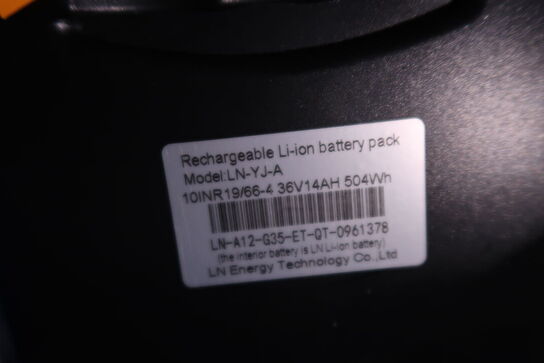 Rechargeable Li-ion battery pack
Model:LN-YJ-A
10INR19/66-4 36V14AH 504Wh
LN-A12-G35-ET-QT-0961378
(the interior battery is LN Li-ion battery)
LN Energy Technology Co.,Ltd